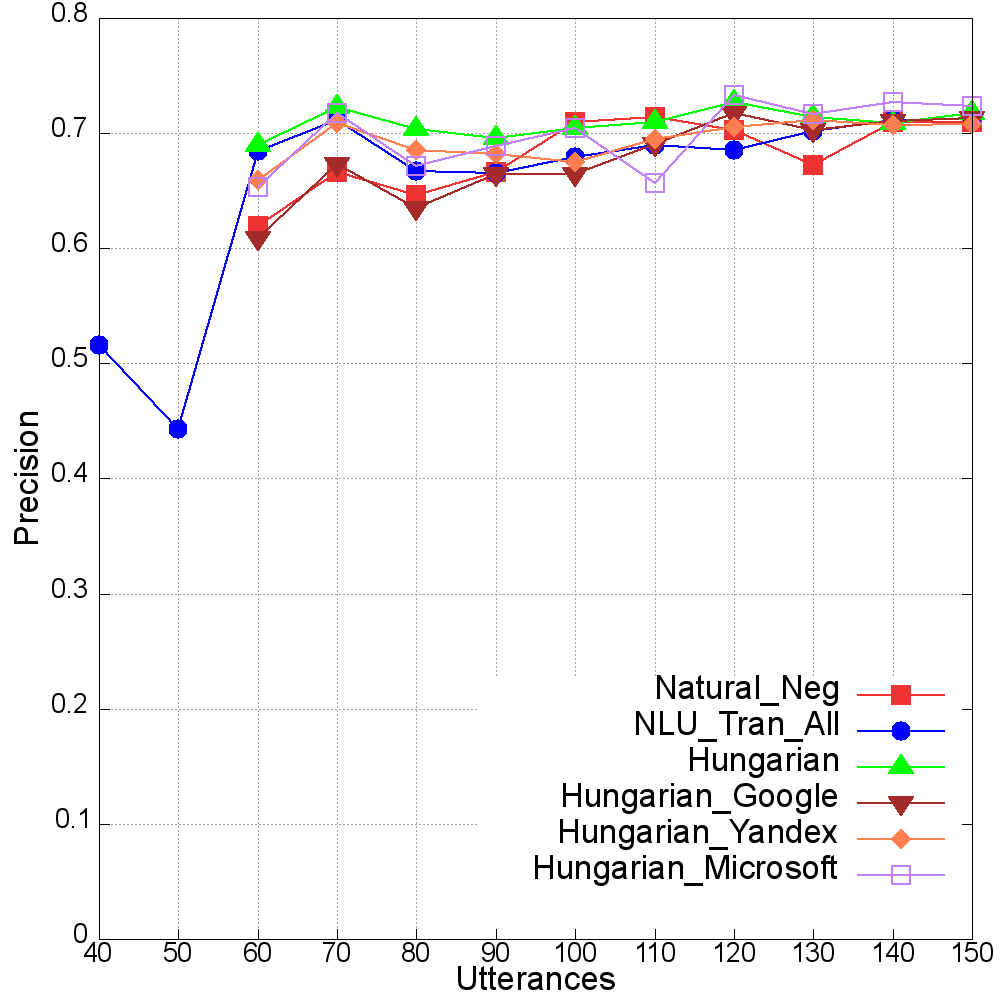 0.8
0.7
0.6
0.5
0.4
0.3
0.2
0.1
0
Precision
Natural_Neg
NLU_Tran_All
Hungarian
Hungarian_Google
Hungarian_Yandex
Hungarian_Microsoft
40 50 60 70 80 90 100 110 120 130 140 150
Utterances